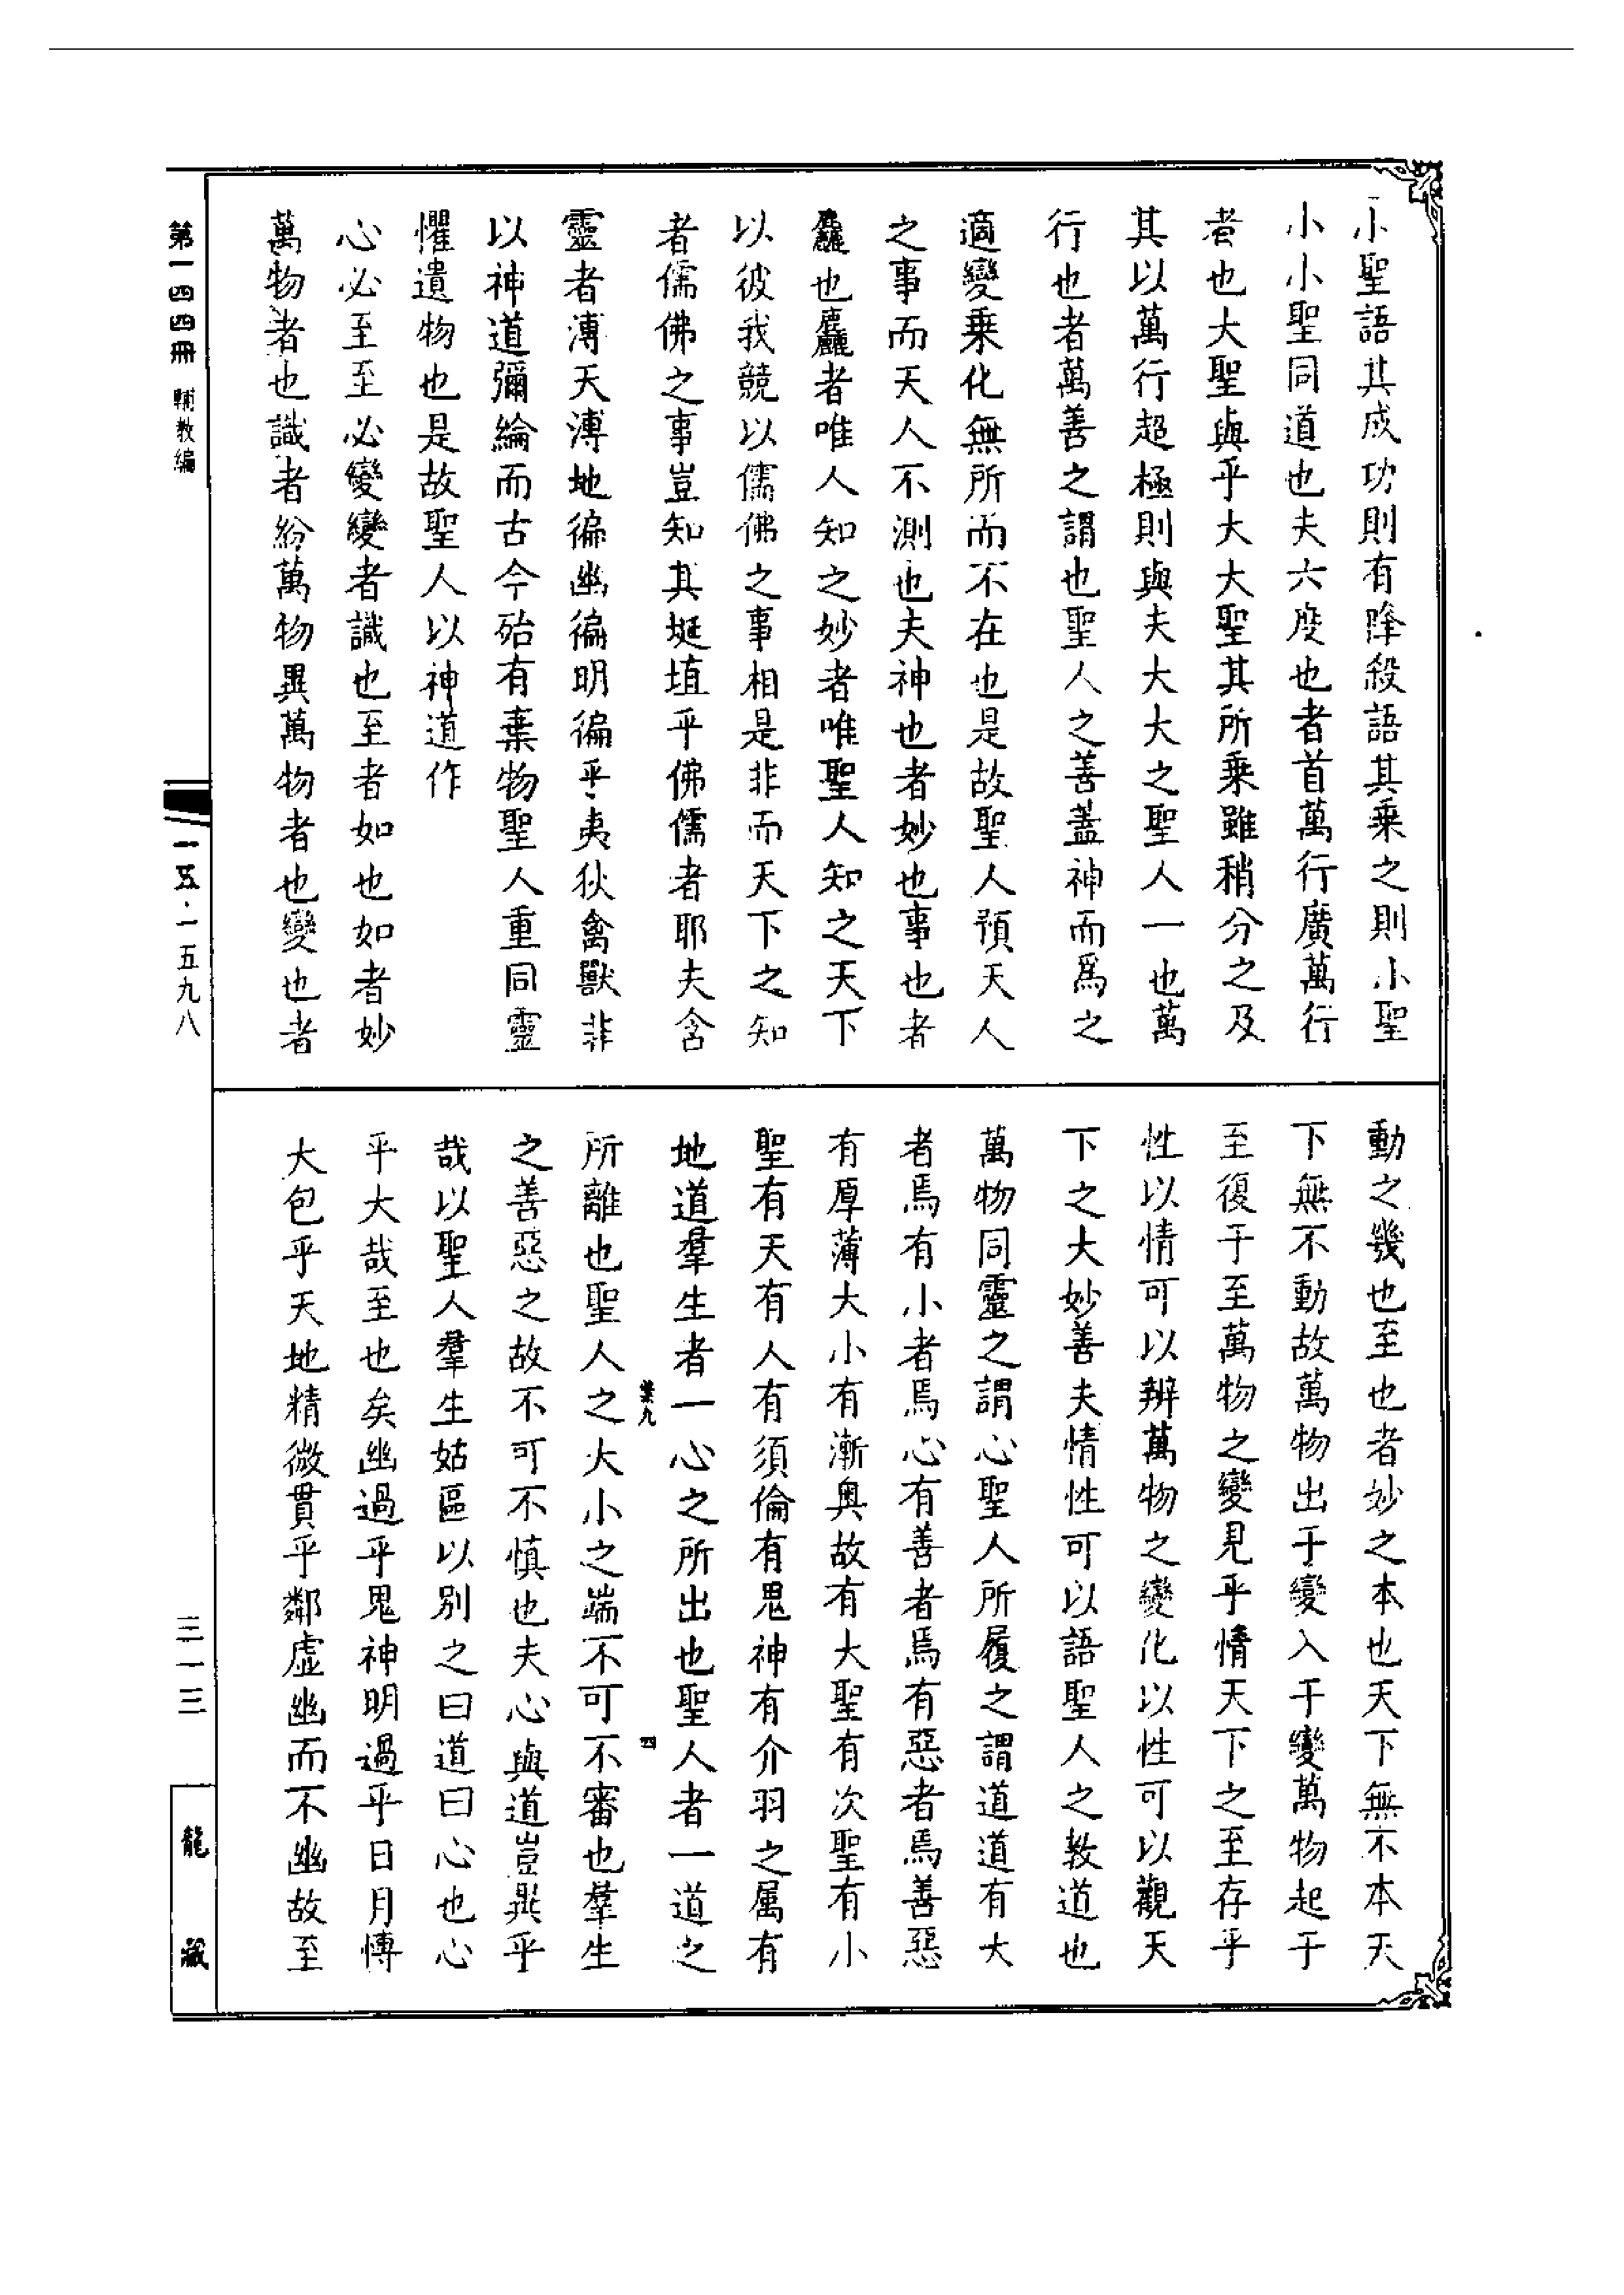 小聖語其成功則有降殺語其乗之則小聖
小小聖同道也夫六度也者首萬行廣萬行
者也大聖與乎大大聖其所乗雖稍分之及
其以萬行超極則與夫大大之聖人一也萬
行也者萬善之謂也聖人之善蓋神而爲之
適變乗化無所而不在也是故聖人預天人
之事而天人不測也夫神也者妙也事也者
麤也麤者唯人知之妙者唯聖人知之天下
以彼我競以儒佛之事相是非而天下之知
者儒佛之事豈知其埏埴乎佛儒者耶夫含
靈者溥天溥地徧幽徧明徧乎夷狄禽獸非
以神道彌綸而古今殆有棄物聖人重同靈
懼遺物也是故聖人以神道作
心必至至必變變者識也至者如也如者妙
萬物者也識者紛萬物異萬物者也變也者
動之幾也至也者妙之本也天下無不本天
下無不動故萬物出于變入于變萬物起于
至復于至萬物之變見乎情天下之至存乎
性以情可以辨萬物之變化以性可以觀天
下之大妙善夫情性可以語聖人之教道也
萬物同靈之謂心聖人所履之謂道道有大
者焉有小者焉心有善者焉有惡者焉善惡
有厚薄大小有漸奥故有大聖有次聖有小
聖有天有人有須倫有鬼神有介羽之属有
地道羣生者一心之所出也聖人者一道之
業九 四
所離也聖人之大小之端不可不審也羣生
之善惡之故不可不慎也夫心與道豈異乎
哉以聖人羣生姑區以別之曰道曰心也心
乎大哉至也矣幽過乎鬼神明過乎日月博
大包乎天地精微貫乎鄰虚幽而不幽故至
第一四四冊 輔教編
一五·一五九八
三一三
龍藏